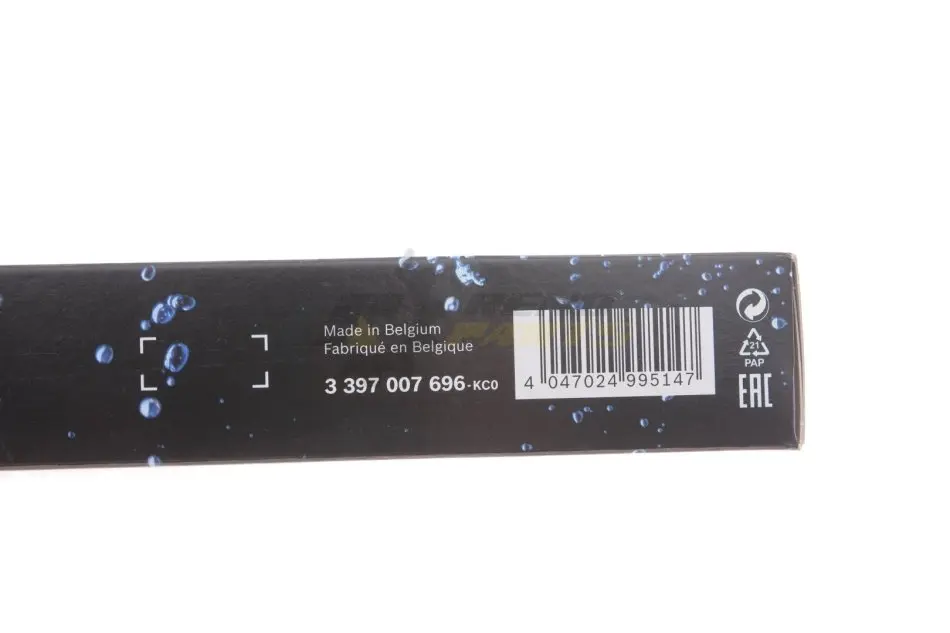 Made in Belgium
Fabriqué en Belgique
3 397 007 696-KC0
4 047024 995147
21
PAP
EAC